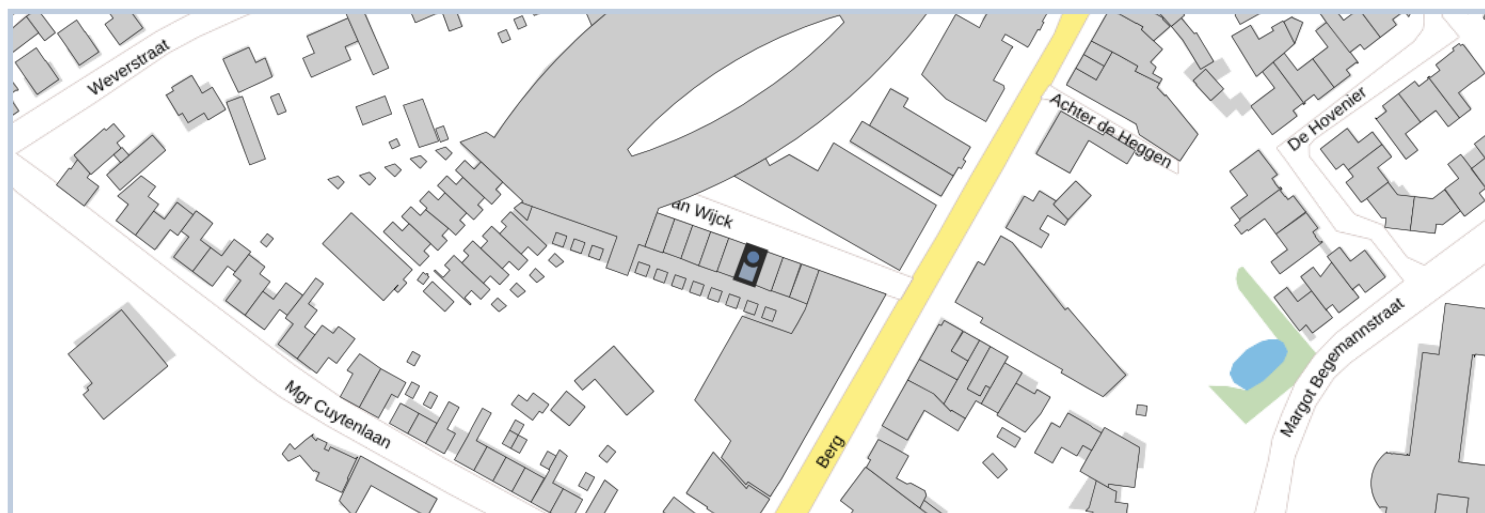 Weverstraat
Achter de Heggen
De Hovenier
an Wijck
Margot Begemannstraat
Mgr Cuytenlaan
Berg